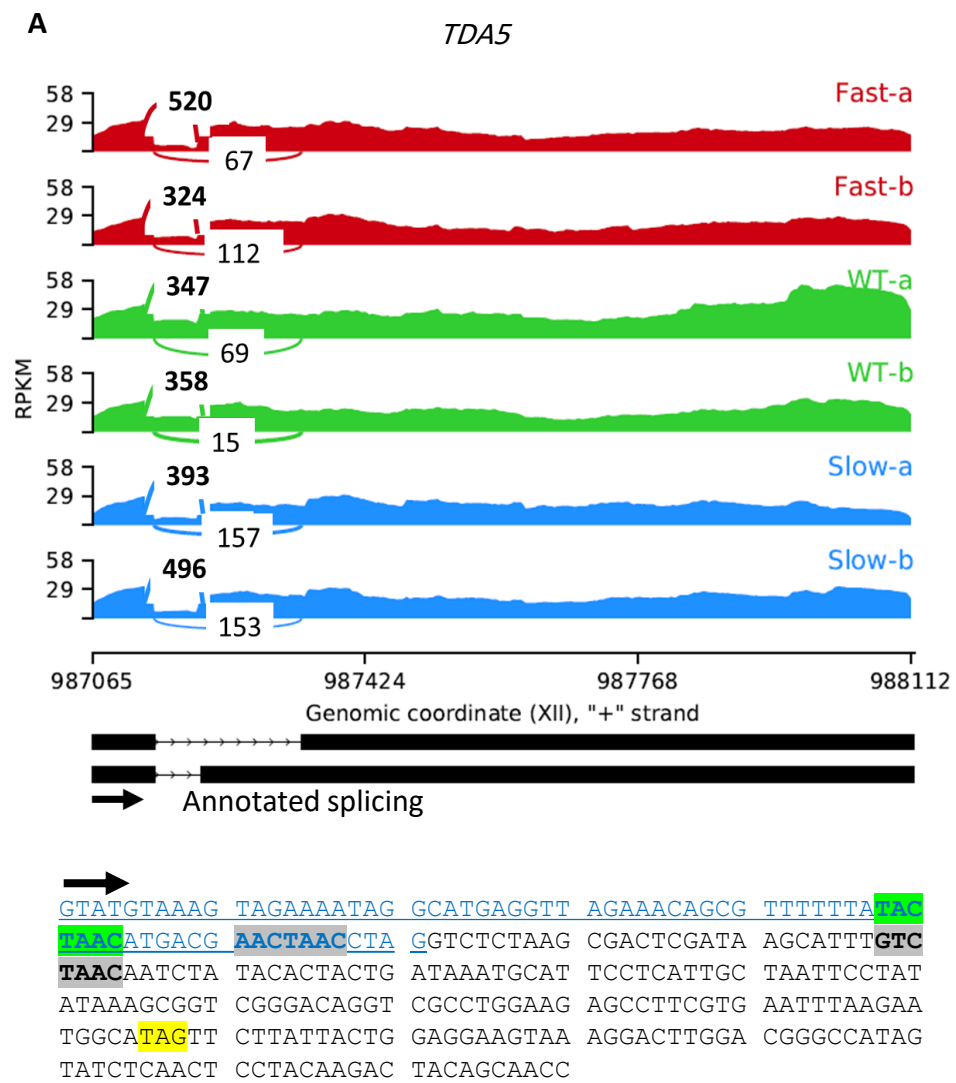 A
TDA5
58
29
520
67
Fast-a
58
29
324
112
Fast-b
58
29
347
69
WT-a
58
29
358
15
WT-b
58
29
393
157
Slow-a
58
29
496
153
Slow-b
RPKM
987065 987424 987768 988112
Genomic coordinate (XII), "+" strand
Annotated splicing
GTATGTAAAG TAGAAAATAG GCATGAGGTT AGAAACAGCG TTTTTTATAC
TAACATGACG AACTAACCTA GGTCTCTAAG CGACTCGATA AGCATTTGTC
TAACAATCTA TACACTACTG ATAAATGCAT TCCTCATTGC TAATTCCTAT
ATAAAGCGGT CGGGACAGGT CGCCTGGAAG AGCCTTCGTG AATTTAAGAA
TGGCATAGTT CTTATTACTG GAGGAAGTAA AGGACTTGGA CGGGCCATAG
TATCTCAACT CCTACAAGAC TACAGCAACC